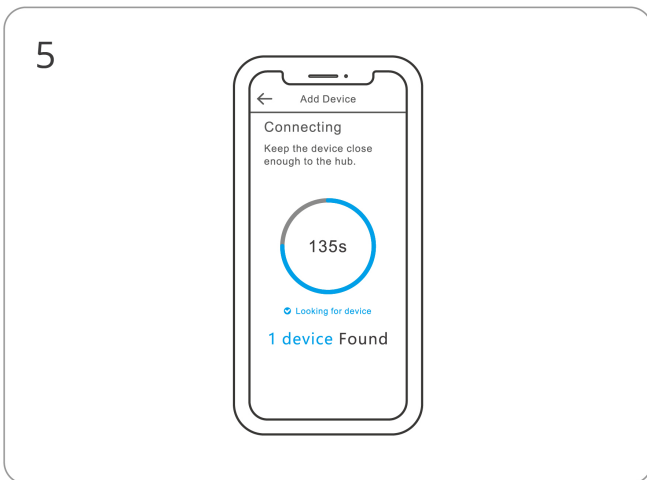 5
Add Device
Connecting
Keep the device close
enough to the hub.
135s
Looking for device
1 device Found